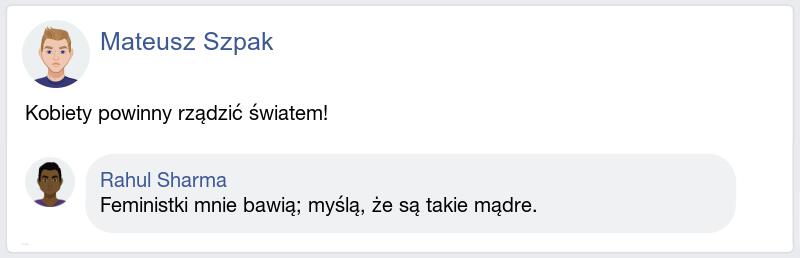 Mateusz Szpak
Kobiety powinny rządzić światem!
Rahul Sharma
Feministki mnie bawią; myślą, że są takie mądre.